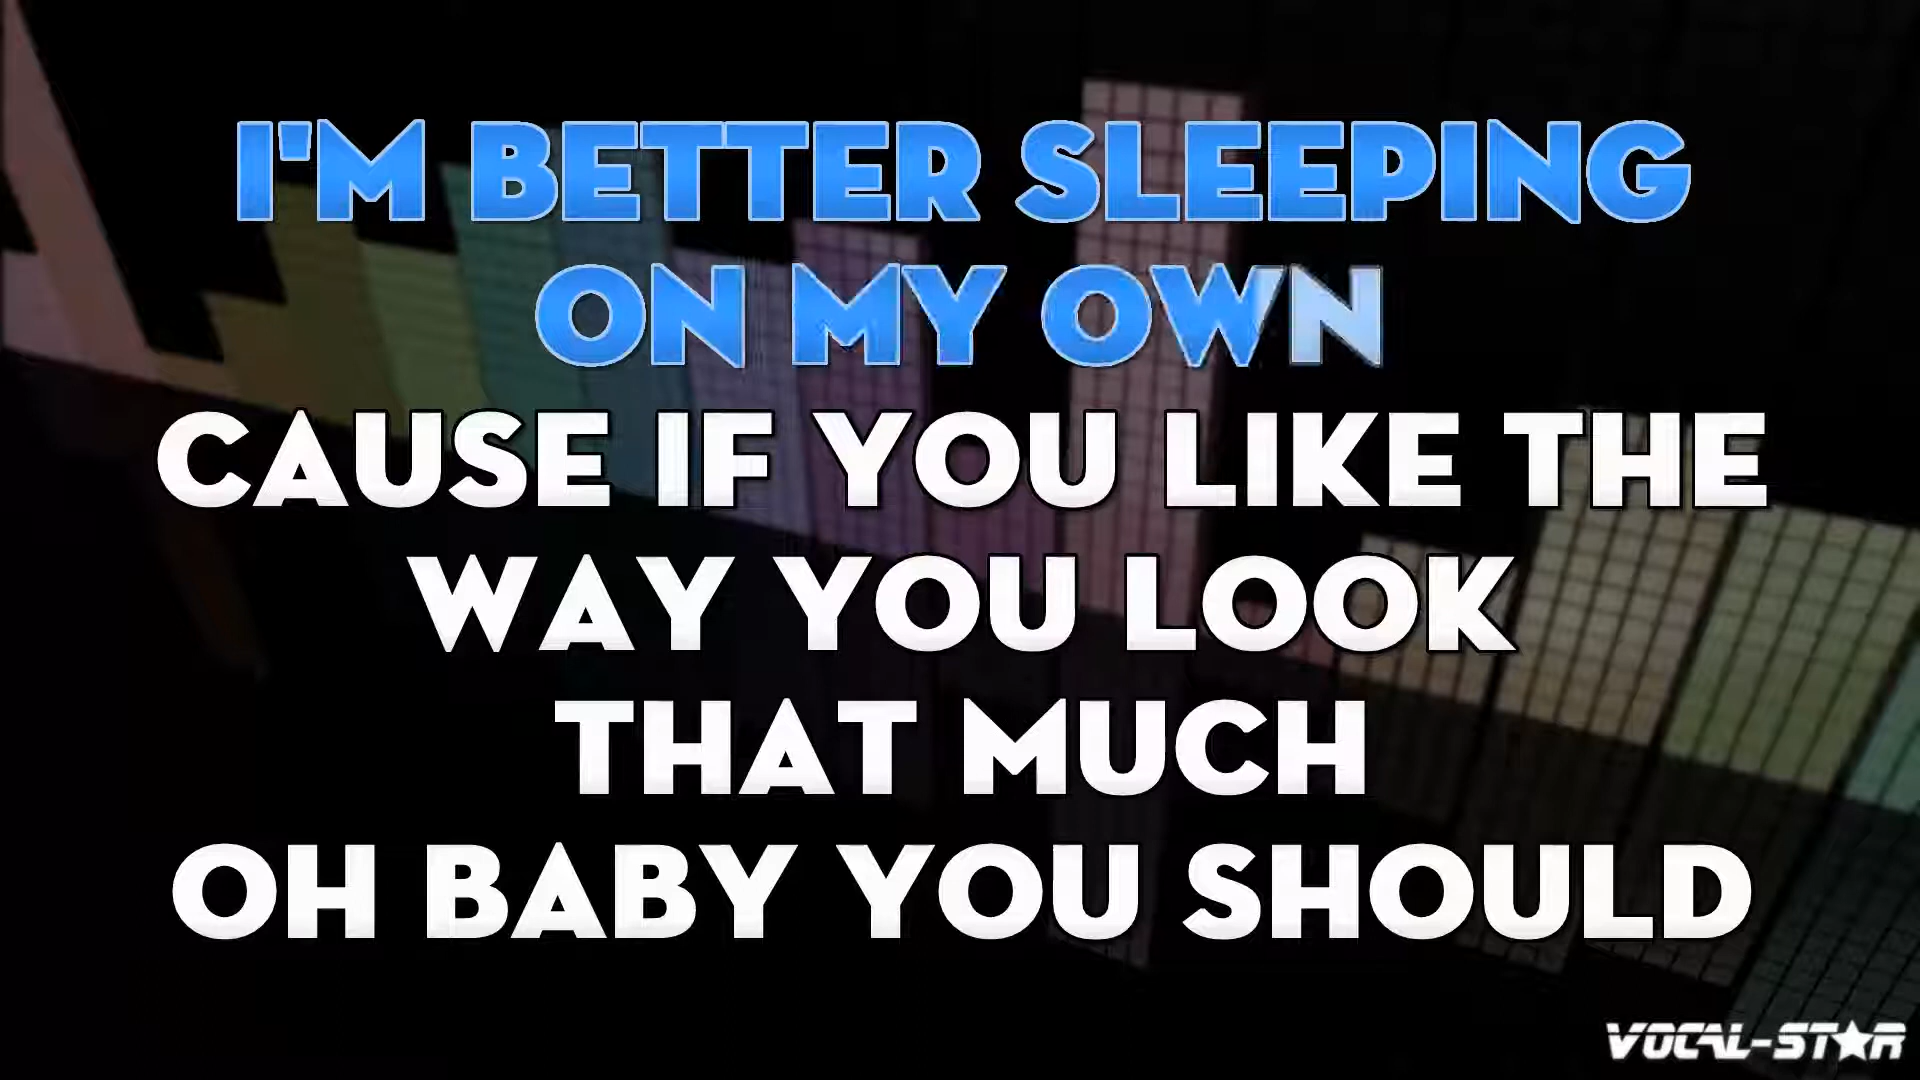 I'M BETTER SLEEPING
ON MY OWN
CAUSE IF YOU LIKE THE
WAY YOU LOOK
THAT MUCH
OH BABY YOU SHOULD
VOCAL-STAR